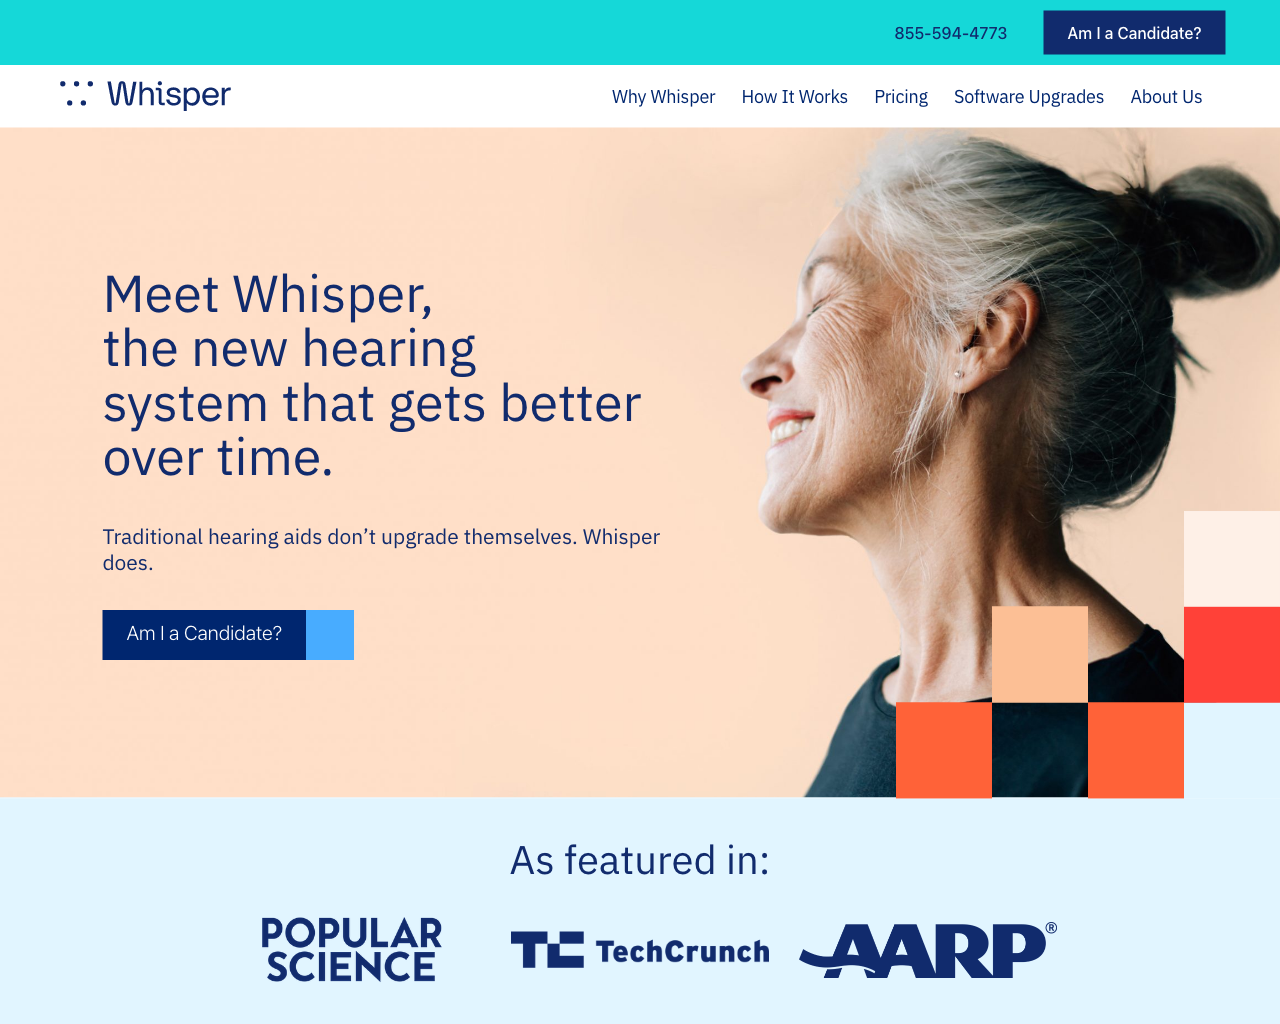 855-594-4773
Am I a Candidate?
Whisper
Why Whisper
How It Works
Pricing
Software Upgrades
About Us
Meet Whisper,
the new hearing
system that gets better
over time.
Traditional hearing aids don’t upgrade themselves. Whisper
does.
Am I a Candidate?
As featured in:
POPULAR
SCIENCE
TC TechCrunch
AARP®